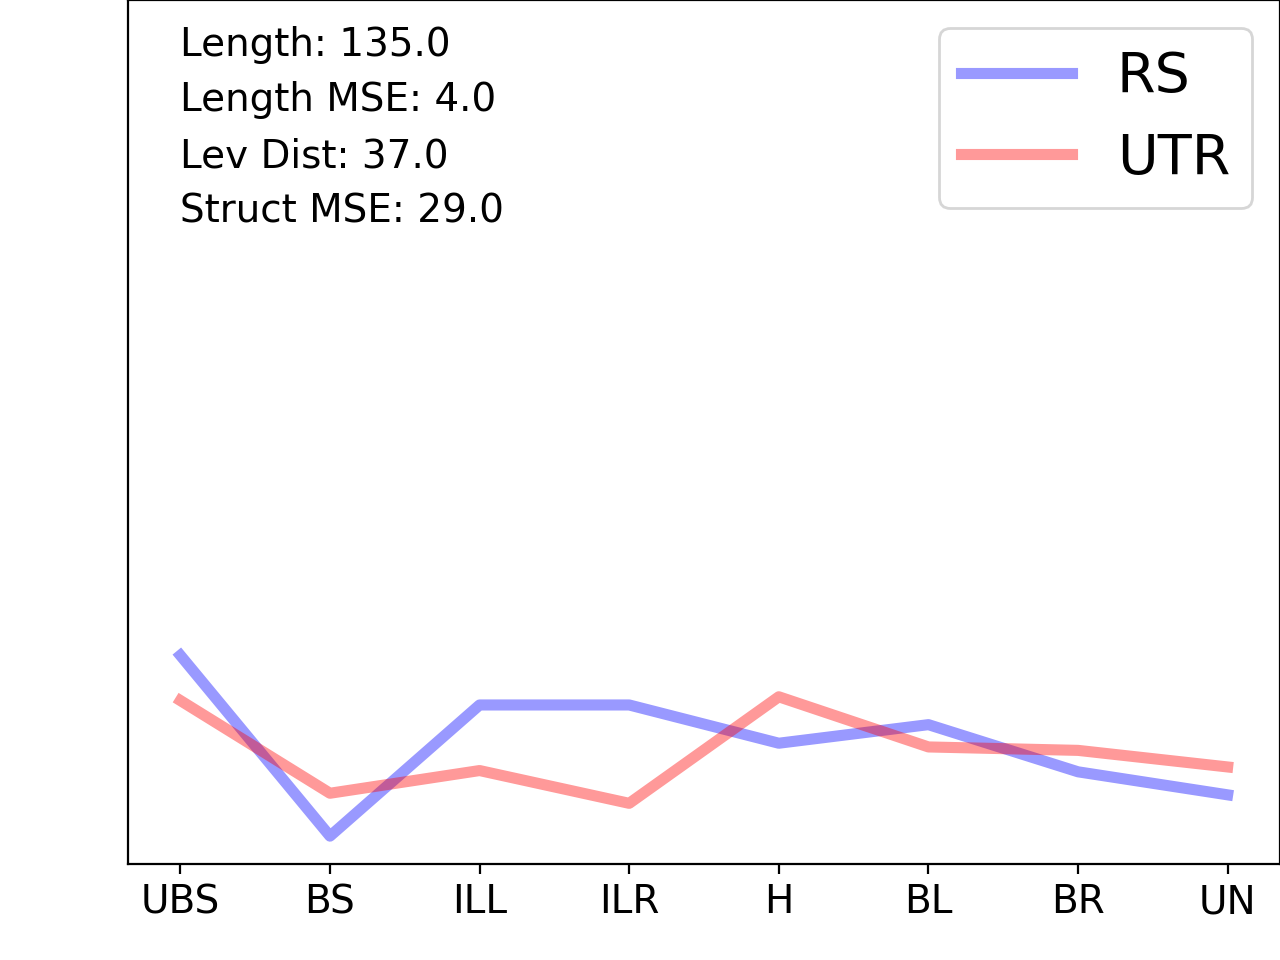 Length: 135.0
Length MSE: 4.0
Lev Dist: 37.0
Struct MSE: 29.0
RS
UTR
UBS BS ILL ILR H BL BR UN